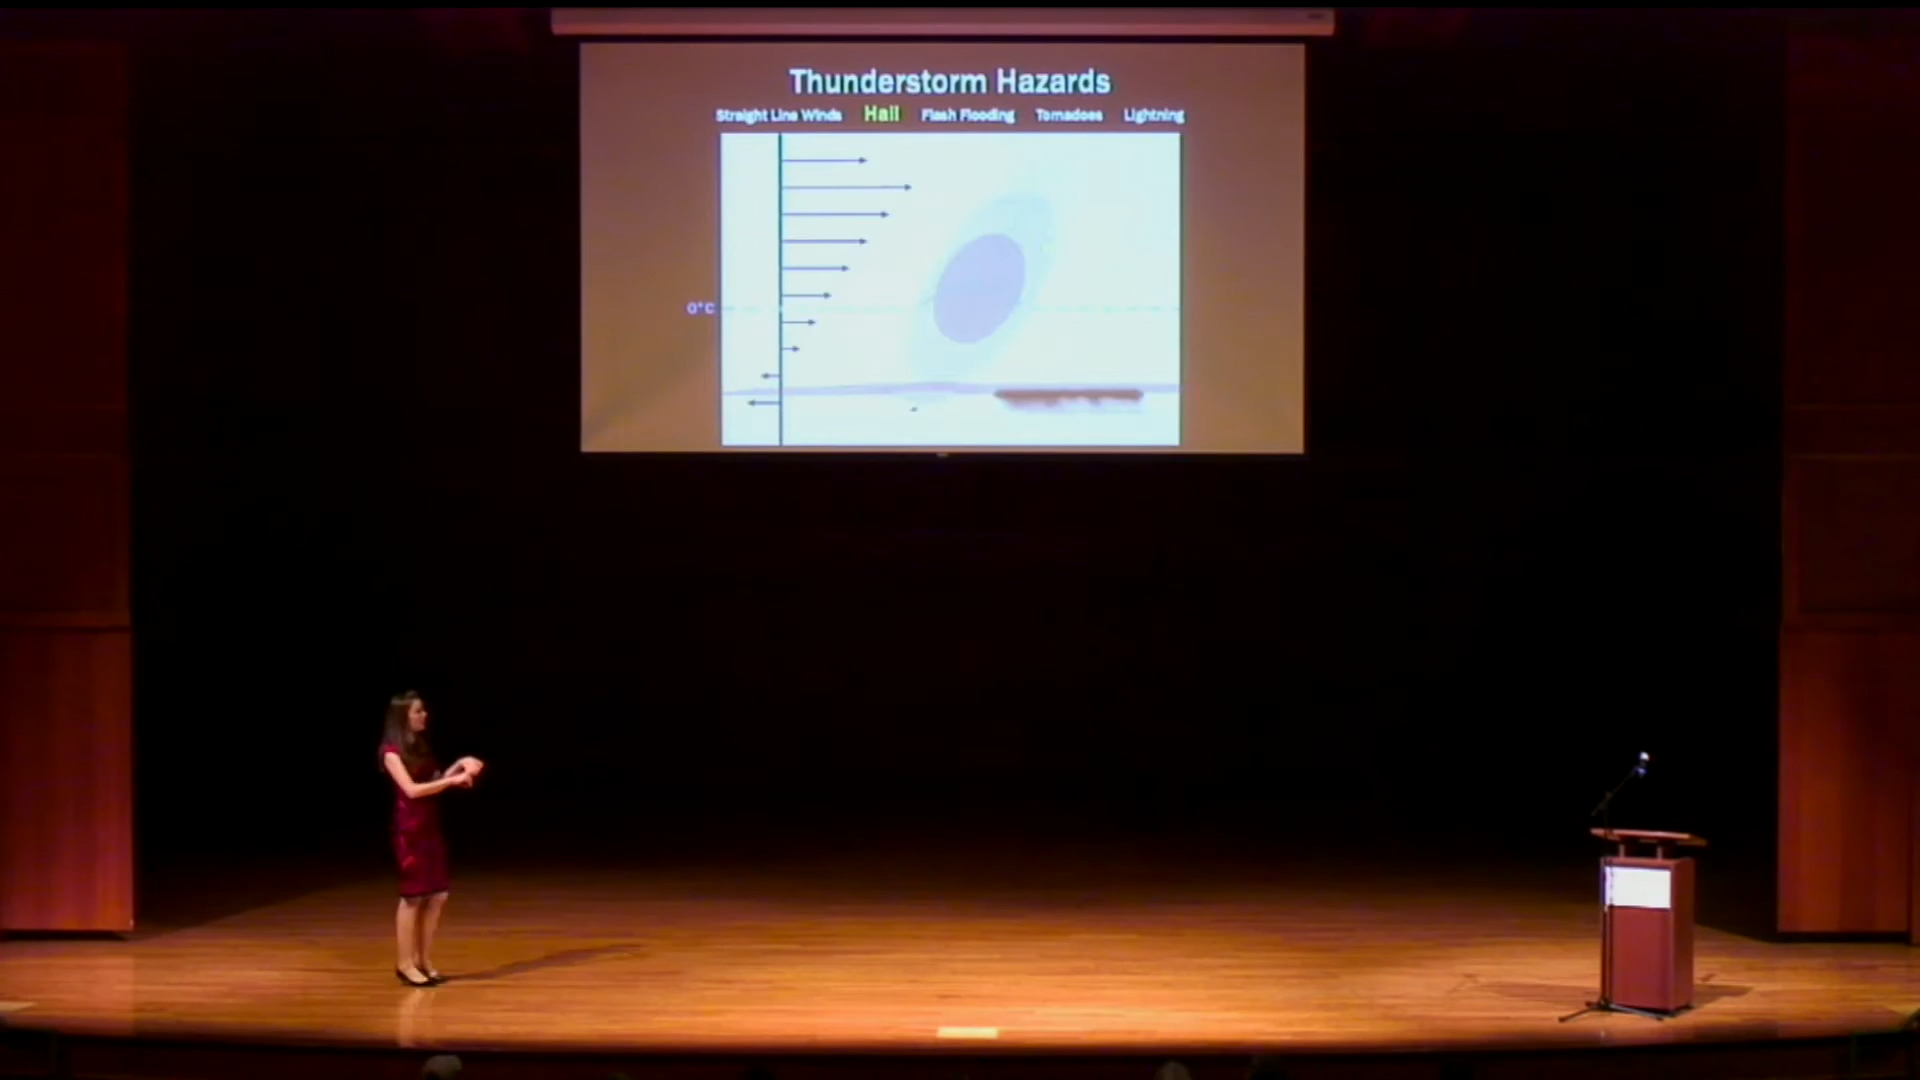 Thunderstorm Hazards
Straight Line Winds Hail Flash Flooding Tornadoes Lightning
0°C